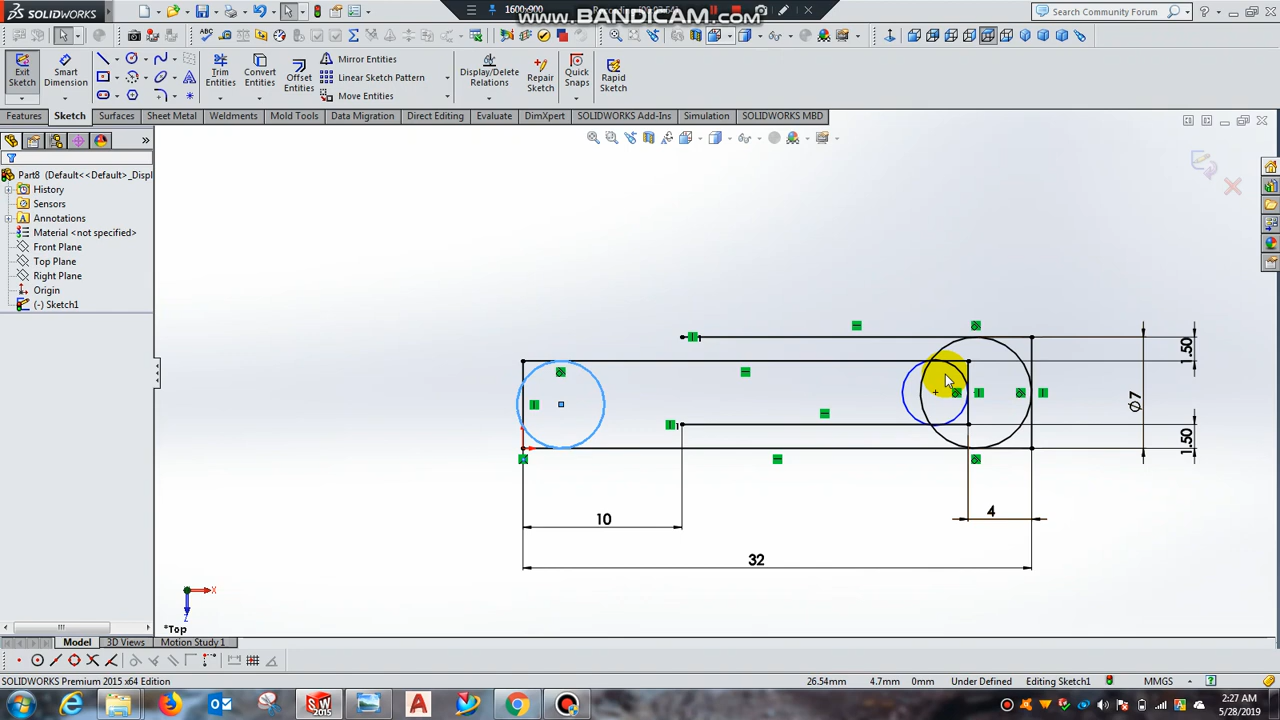 SOLIDWORKS
1600x900
www.BANDICAM.com
Search Community Forum
Exit Sketch
Smart Dimension
Trim Entities
Convert Entities
Offset Entities
Mirror Entities
Linear Sketch Pattern
Move Entities
Display/Delete Relations
Repair Sketch
Quick Snaps
Rapid Sketch
Features
Sketch
Surfaces
Sheet Metal
Weldments
Mold Tools
Data Migration
Direct Editing
Evaluate
DimXpert
SOLIDWORKS Add-Ins
Simulation
SOLIDWORKS MBD
Part8 (Default<<Default>_Displ
History
Sensors
Annotations
Material <not specified>
Front Plane
Top Plane
Right Plane
Origin
(-) Sketch1
1.50
Ø7
1.50
10
4
32
X
Z
*Top
Model
3D Views
Motion Study 1
SOLIDWORKS Premium 2015 x64 Edition
26.54mm
4.7mm
0mm
Under Defined
Editing Sketch1
MMGS
2:27 AM
5/28/2019